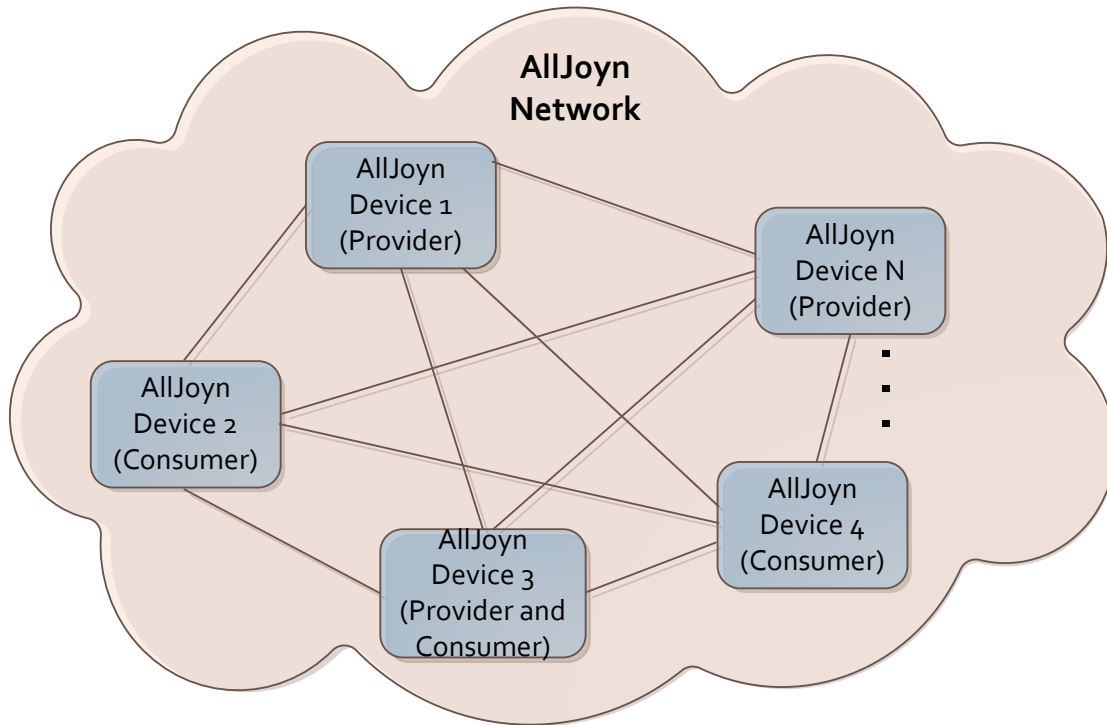 AllJoyn
Network
AllJoyn
Device 1
(Provider)
AllJoyn
Device N
(Provider)
AllJoyn
Device 2
(Consumer)
AllJoyn
Device 4
(Consumer)
AllJoyn
Device 3
(Provider and
Consumer)